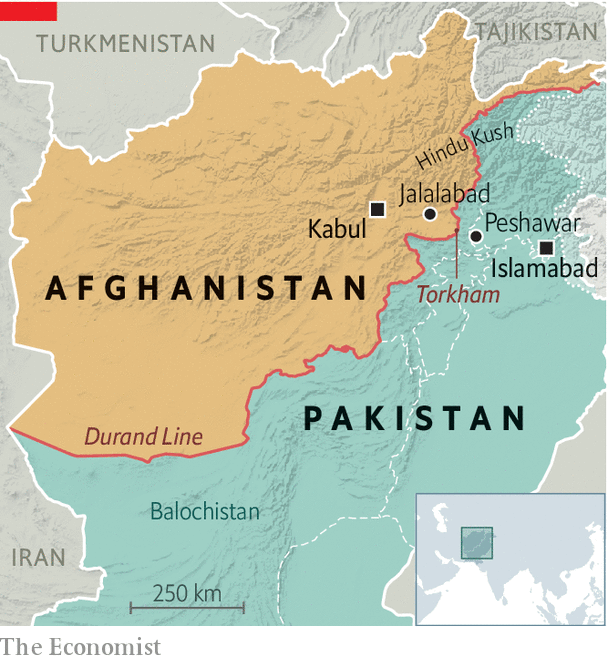 TURKMENISTAN
TAJIKISTAN
Hindu Kush
Jalalabad
Kabul
Peshawar
Islamabad
AFGHANISTAN
Torkham
PAKISTAN
Durand Line
Balochistan
IRAN
250 km
The Economist